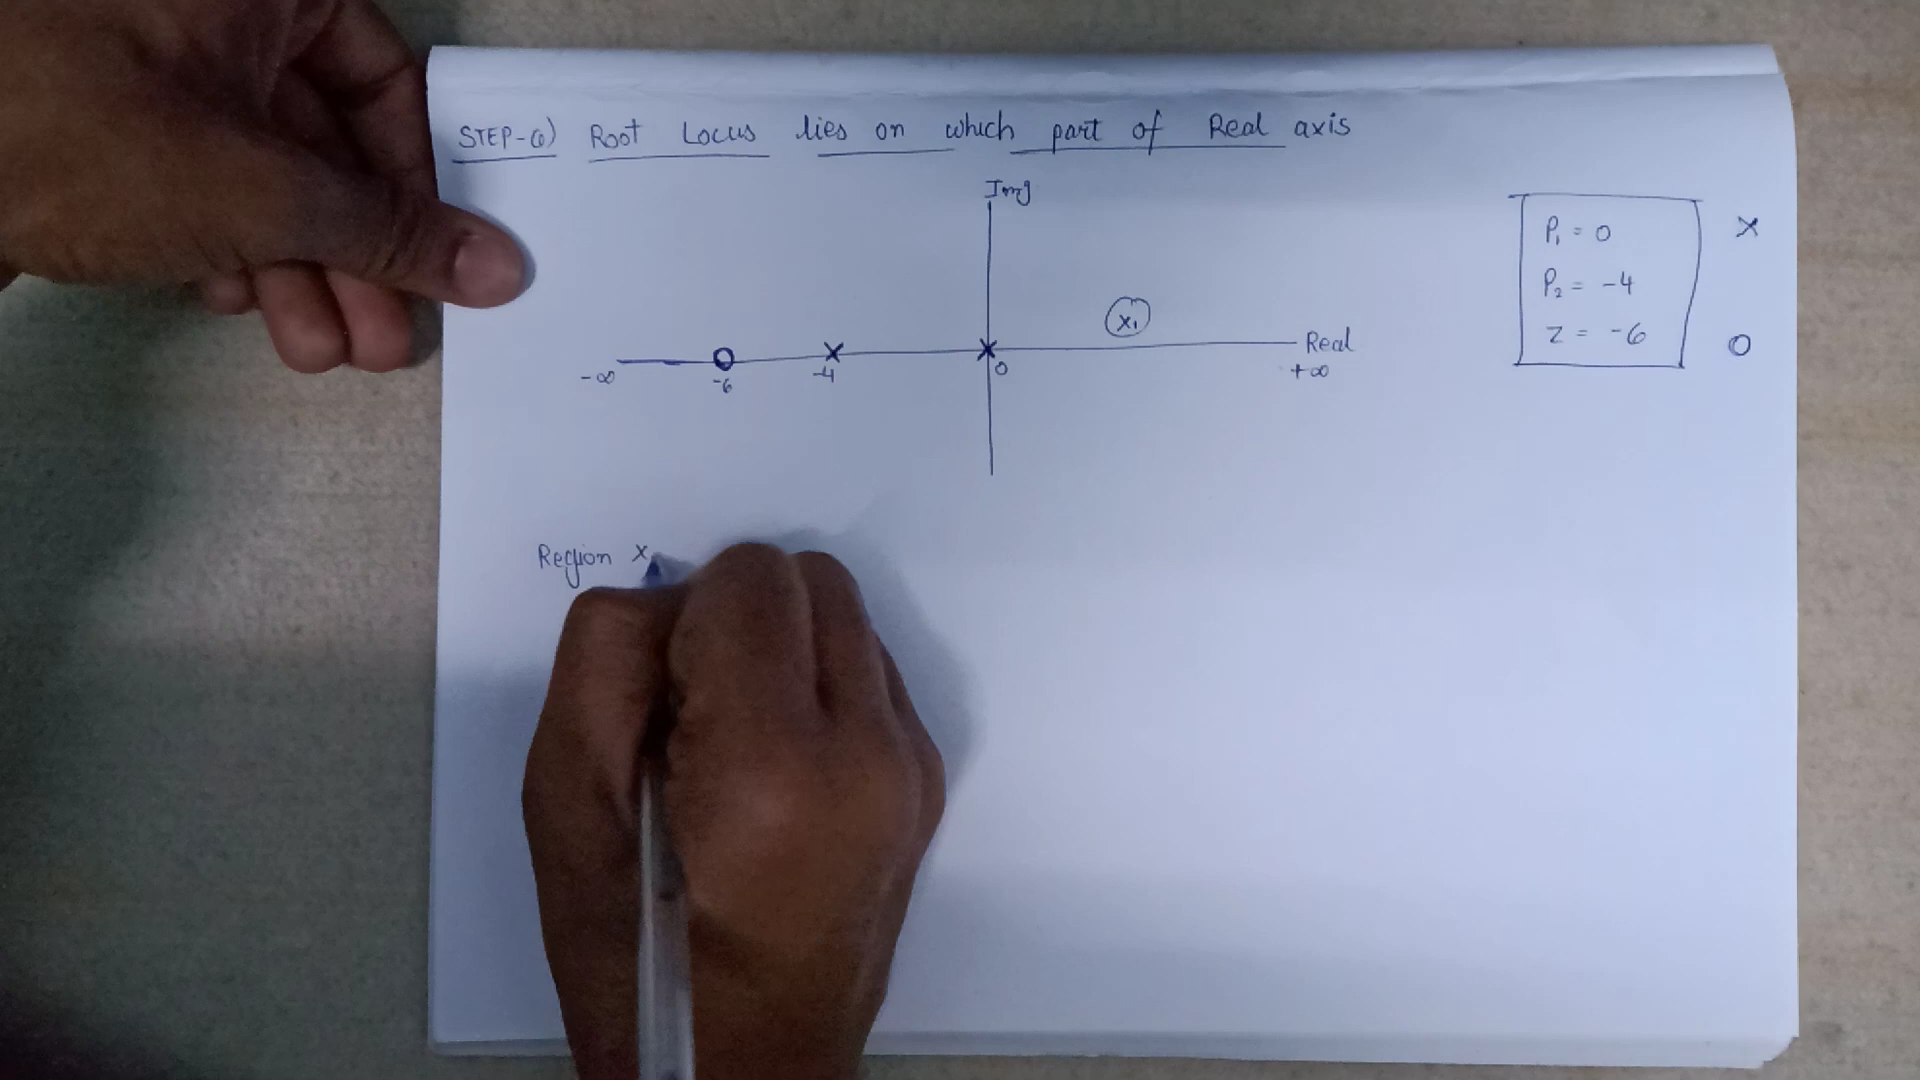 STEP-6) Root Locus lies on which part of Real axis
Img
x₁
Real
-∞ -6 -4 0 +∞
P₁ = 0 ×
P₂ = -4
Z = -6 O
Region x